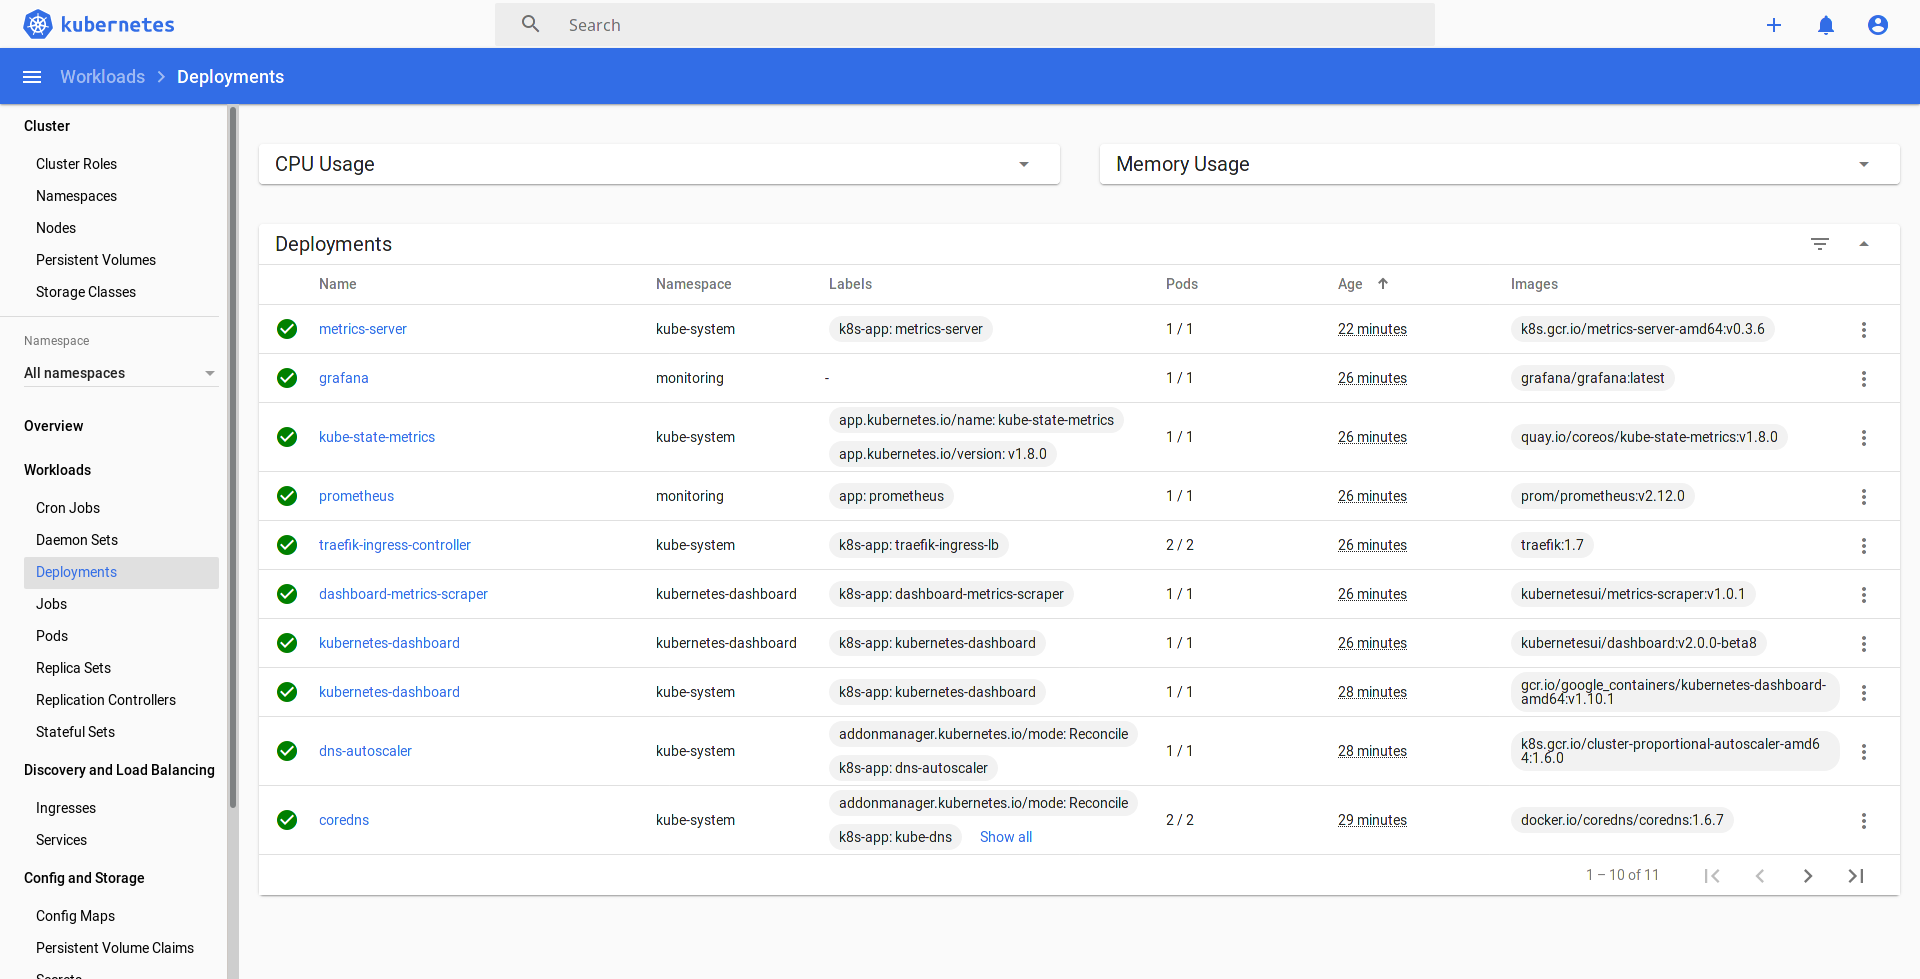 kubernetes
Search
Workloads > Deployments
Cluster
Cluster Roles
Namespaces
Nodes
Persistent Volumes
Storage Classes
Namespace
All namespaces
Overview
Workloads
Cron Jobs
Daemon Sets
Deployments
Jobs
Pods
Replica Sets
Replication Controllers
Stateful Sets
Discovery and Load Balancing
Ingresses
Services
Config and Storage
Config Maps
Persistent Volume Claims
Secrets
CPU Usage
Memory Usage
Deployments
Name Namespace Labels Pods Age Images
metrics-server kube-system k8s-app: metrics-server 1 / 1 22 minutes k8s.gcr.io/metrics-server-amd64:v0.3.6
grafana monitoring - 1 / 1 26 minutes grafana/grafana:latest
app.kubernetes.io/name: kube-state-metrics
kube-state-metrics kube-system 1 / 1 26 minutes quay.io/coreos/kube-state-metrics:v1.8.0
app.kubernetes.io/version: v1.8.0
prometheus monitoring app: prometheus 1 / 1 26 minutes prom/prometheus:v2.12.0
traefik-ingress-controller kube-system k8s-app: traefik-ingress-lb 2 / 2 26 minutes traefik:1.7
dashboard-metrics-scraper kubernetes-dashboard k8s-app: dashboard-metrics-scraper 1 / 1 26 minutes kubernetesui/metrics-scraper:v1.0.1
kubernetes-dashboard kubernetes-dashboard k8s-app: kubernetes-dashboard 1 / 1 26 minutes kubernetesui/dashboard:v2.0.0-beta8
kubernetes-dashboard kube-system k8s-app: kubernetes-dashboard 1 / 1 28 minutes gcr.io/google_containers/kubernetes-dashboard-
amd64:v1.10.1
addonmanager.kubernetes.io/mode: Reconcile
dns-autoscaler kube-system 1 / 1 28 minutes k8s.gcr.io/cluster-proportional-autoscaler-amd6
4:1.6.0
k8s-app: dns-autoscaler
addonmanager.kubernetes.io/mode: Reconcile
coredns kube-system 2 / 2 29 minutes docker.io/coredns/coredns:1.6.7
k8s-app: kube-dns Show all
1 – 10 of 11